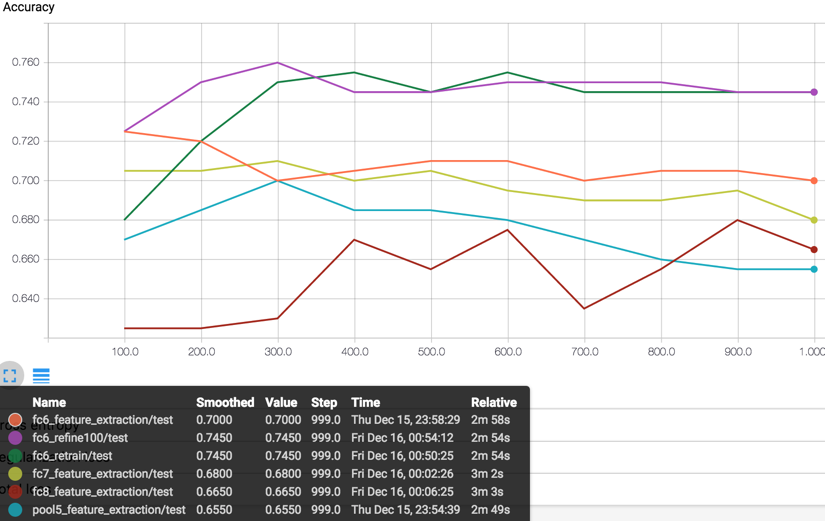 Accuracy
0.760
0.740
0.720
0.700
0.680
0.660
0.640
100.0 200.0 300.0 400.0 500.0 600.0 700.0 800.0 900.0 1.000
Name Smoothed Value Step Time Relative
fc6_feature_extraction/test 0.7000 0.7000 999.0 Thu Dec 15, 23:58:29 2m 58s
fc6_refine100/test 0.7450 0.7450 999.0 Fri Dec 16, 00:54:12 2m 54s
fc6_retrain/test 0.7450 0.7450 999.0 Fri Dec 16, 00:50:25 2m 54s
fc7_feature_extraction/test 0.6800 0.6800 999.0 Fri Dec 16, 00:02:26 3m 2s
fc8_feature_extraction/test 0.6650 0.6650 999.0 Fri Dec 16, 00:06:25 3m 3s
pool5_feature_extraction/test 0.6550 0.6550 999.0 Thu Dec 15, 23:54:39 2m 49s